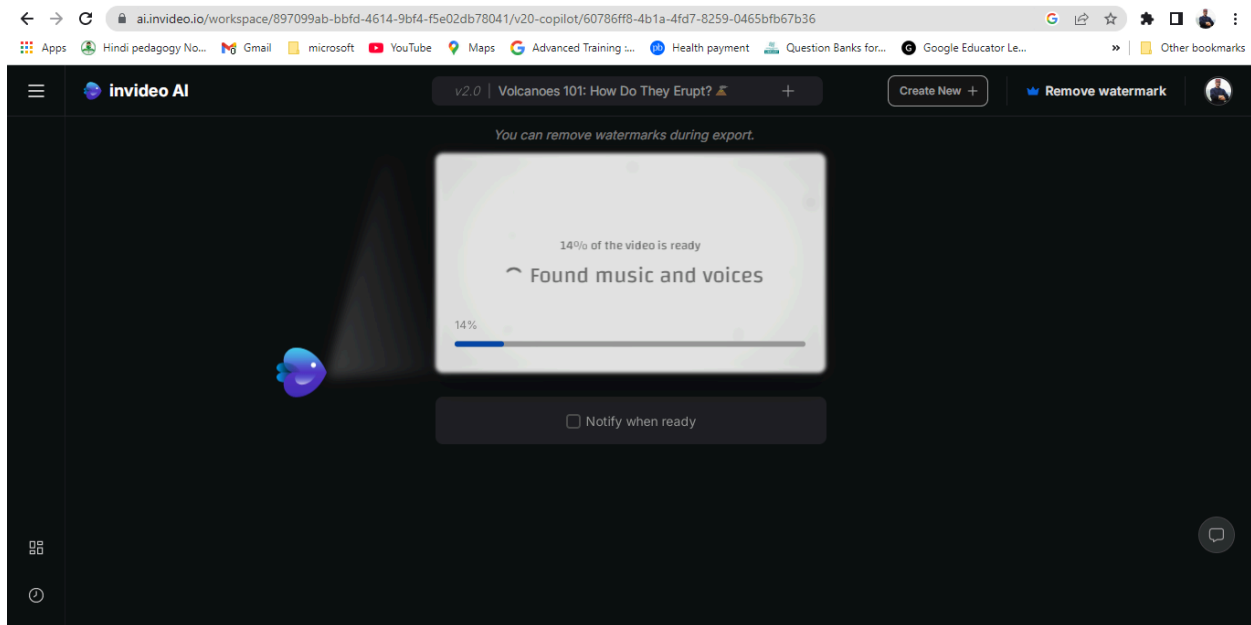 ai.invideo.io/workspace/897099ab-bbfd-4614-9bf4-f5e02db78041/v20-copilot/60786ff8-4b1a-4fd7-8259-0465bfb67b36
Apps Hindi pedagogy No... Gmail microsoft YouTube Maps Advanced Training :... Health payment Question Banks for... Google Educator Le... » Other bookmarks
invideo AI v2.0 | Volcanoes 101: How Do They Erupt? 🌋 + Create New + Remove watermark
You can remove watermarks during export.
14% of the video is ready
Found music and voices
14%
Notify when ready